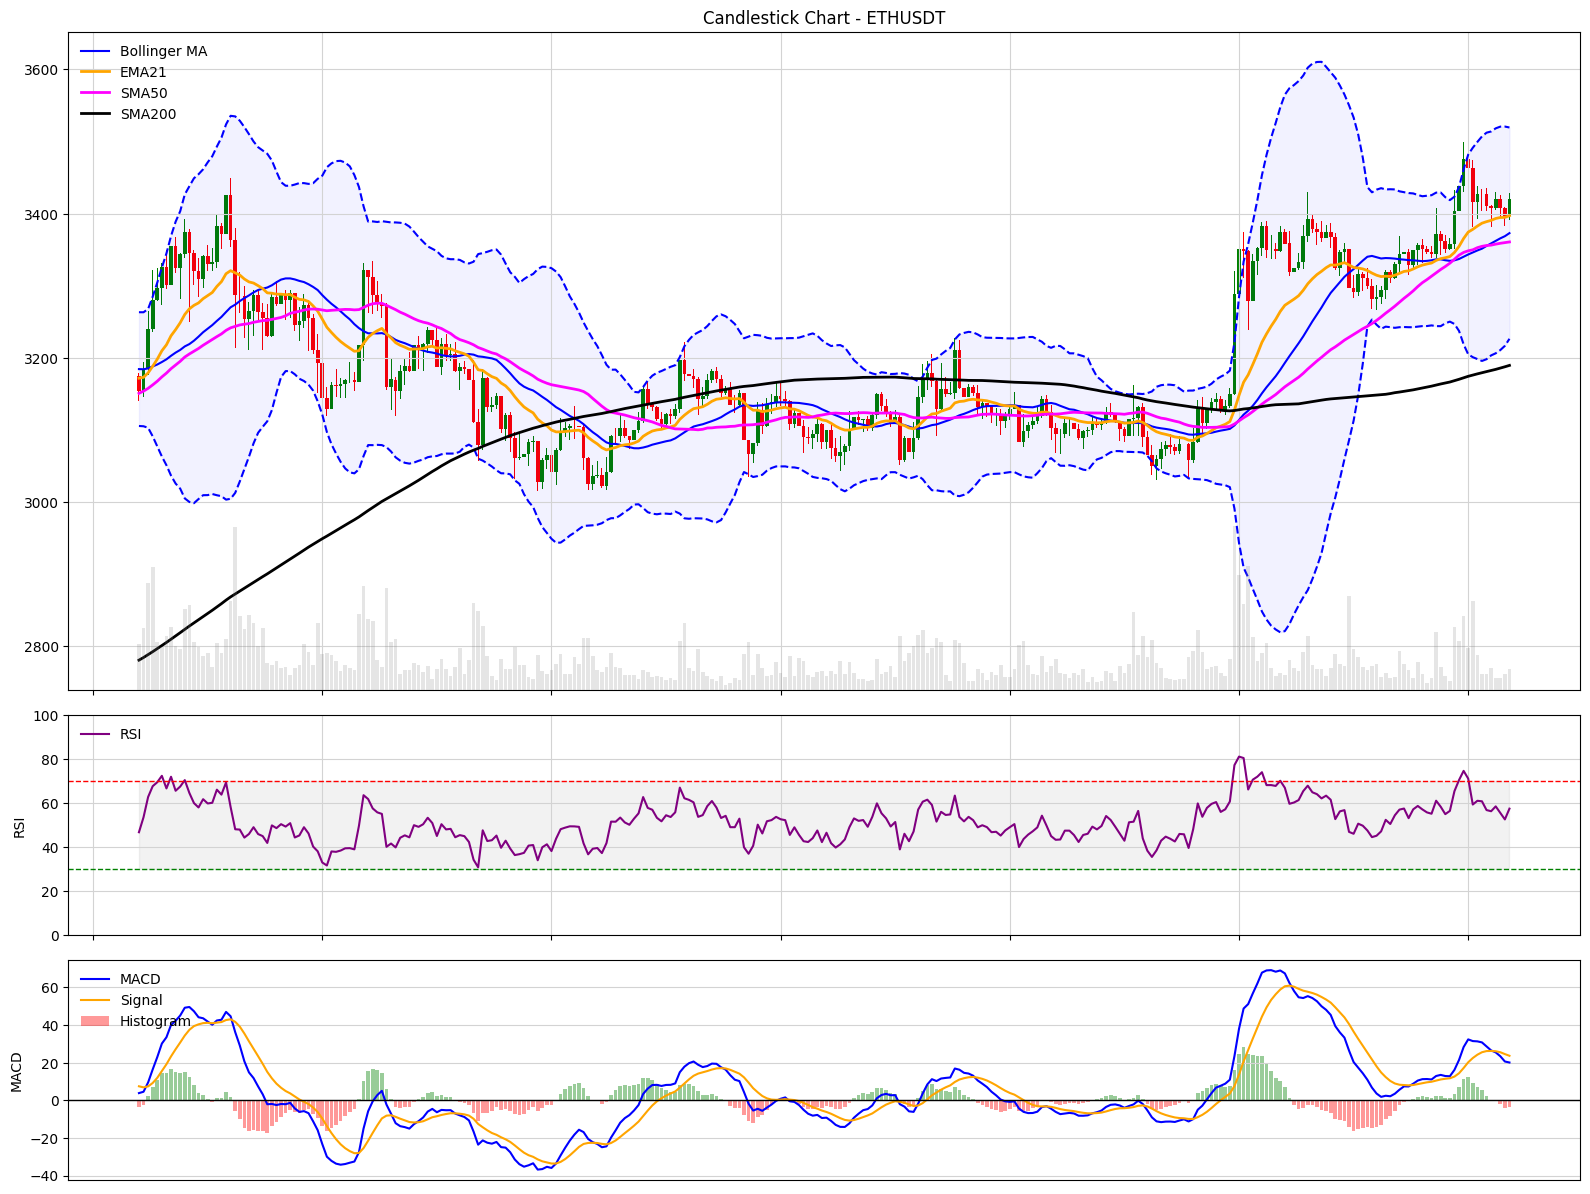 Candlestick Chart - ETHUSDT
Bollinger MA
EMA21
SMA50
SMA200
3600
3400
3200
3000
2800
RSI
100
80
60
40
20
0
RSI
MACD
Signal
Histogram
60
40
20
0
−20
−40
MACD